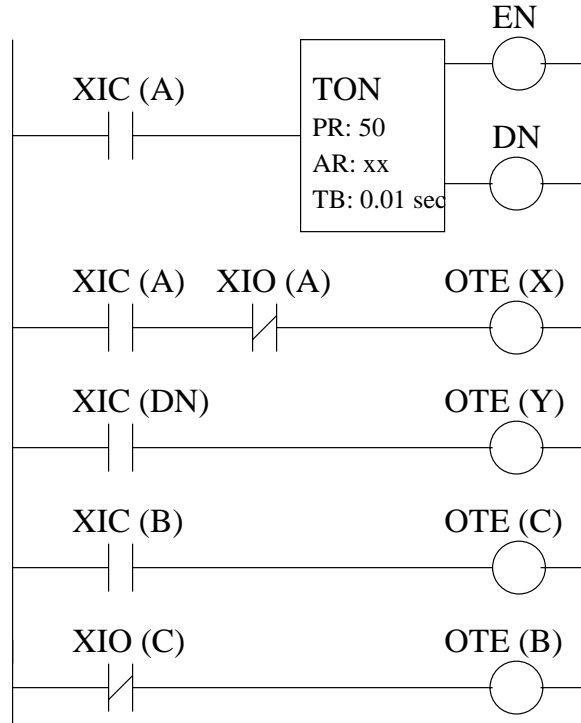 EN
XIC (A)
TON
PR: 50
DN
AR: xx
TB: 0.01 sec
XIC (A) XIO (A) OTE (X)
XIC (DN) OTE (Y)
XIC (B) OTE (C)
XIO (C) OTE (B)